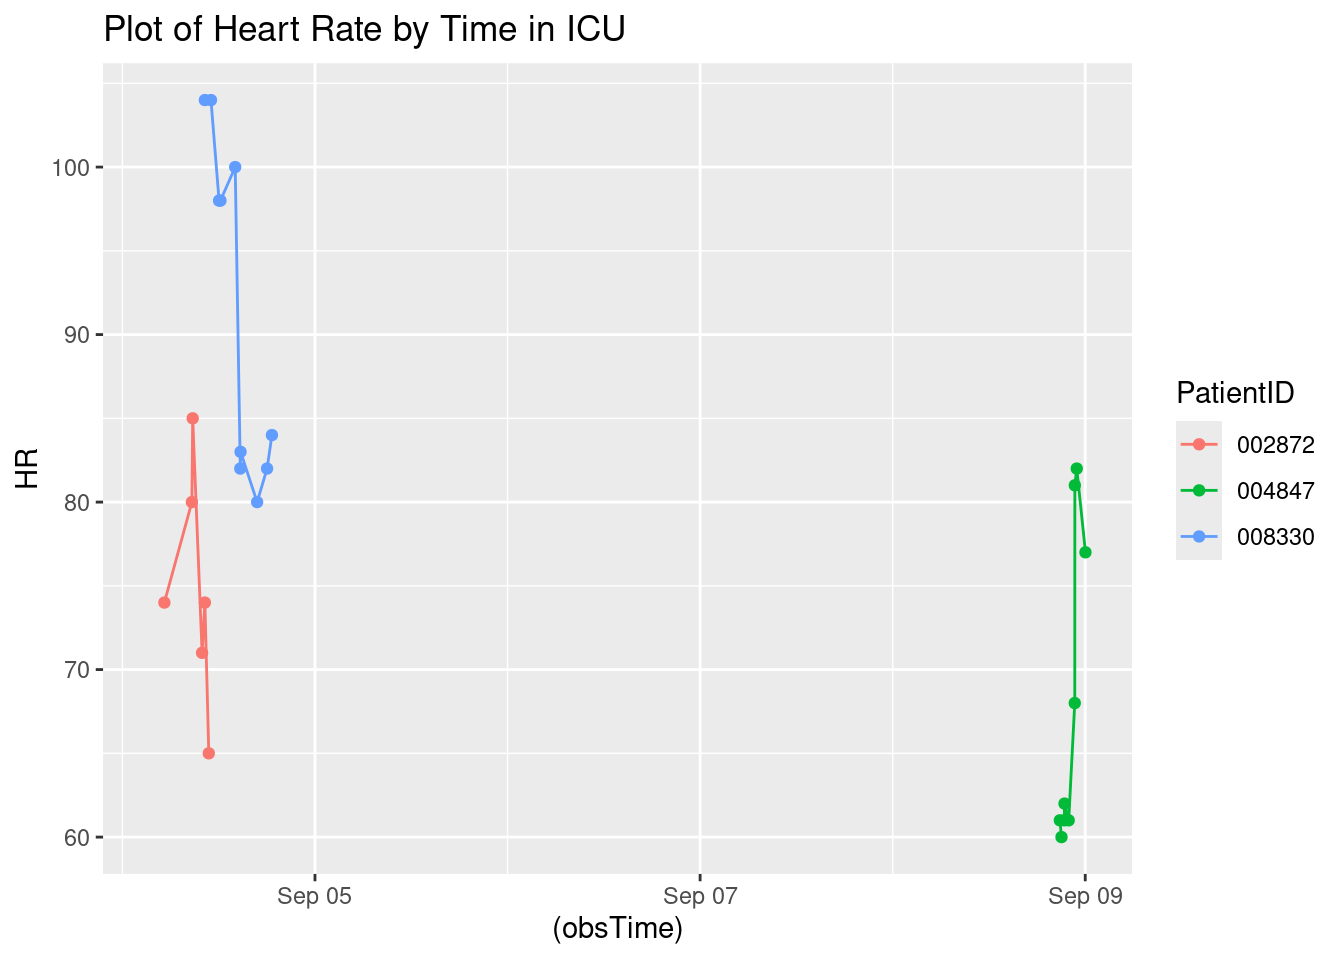 Plot of Heart Rate by Time in ICU
HR
100
90
80
70
60
Sep 05
Sep 07
Sep 09
(obsTime)
PatientID
002872
004847
008330